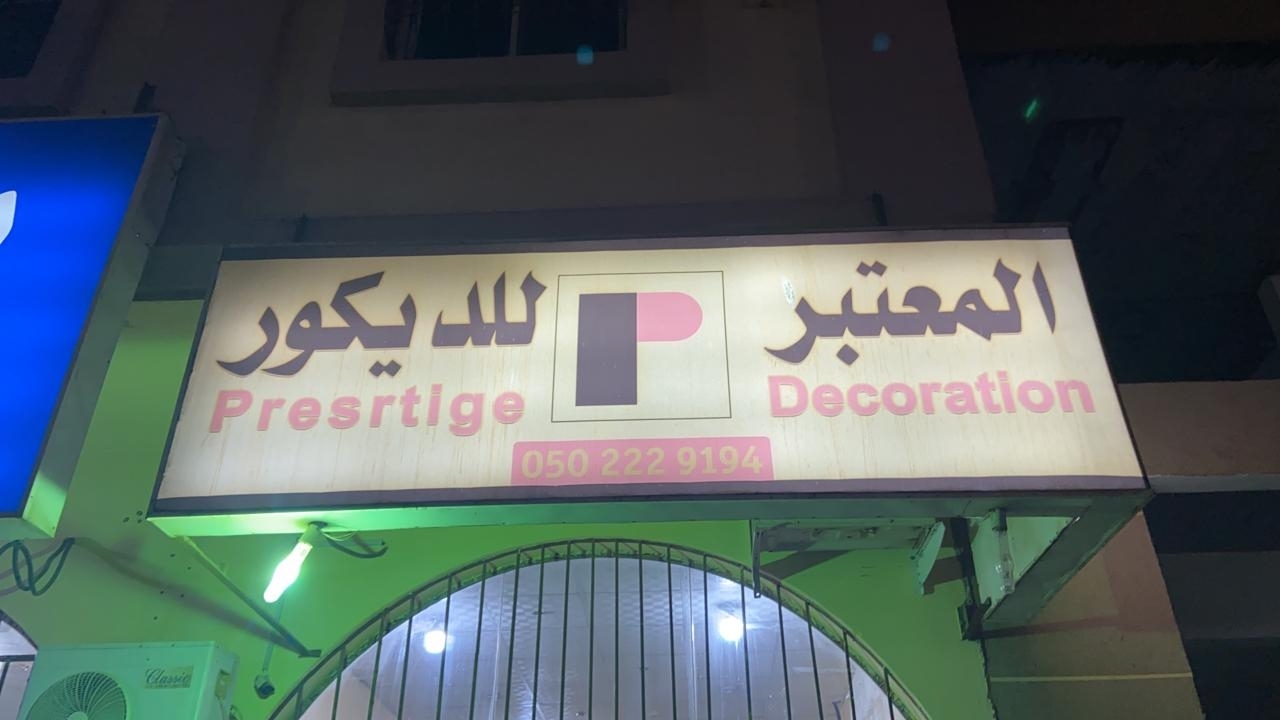 المعتبر للديكور
P
Presrtige Decoration
050 222 9194
Classic